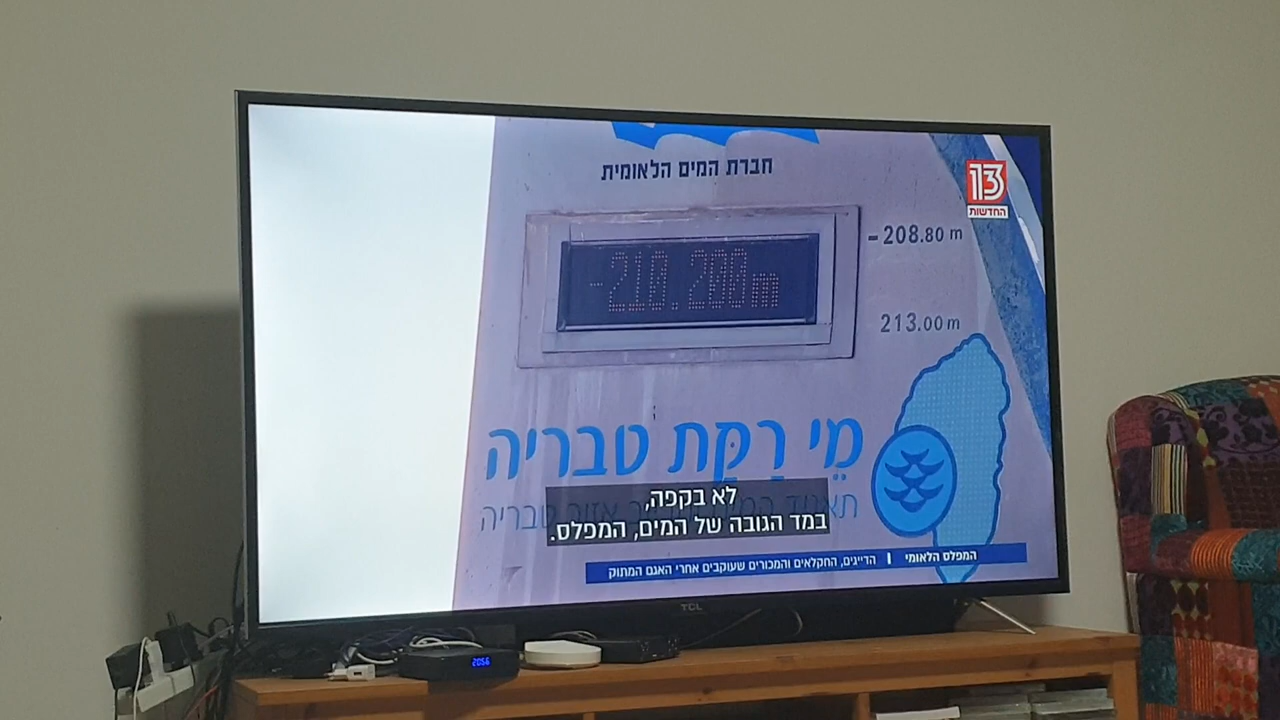 חברת המים הלאומית
13
החדשות
-208.80 m
-210.200m
213.00 m
מֵי רַקַּת טבריה
לא בקפה,
במד הגובה של המים, המפלס.
המפלס הלאומי | הדייגים, החקלאים והמכורים שעוקבים אחרי האגם המתוק
TCL
2056